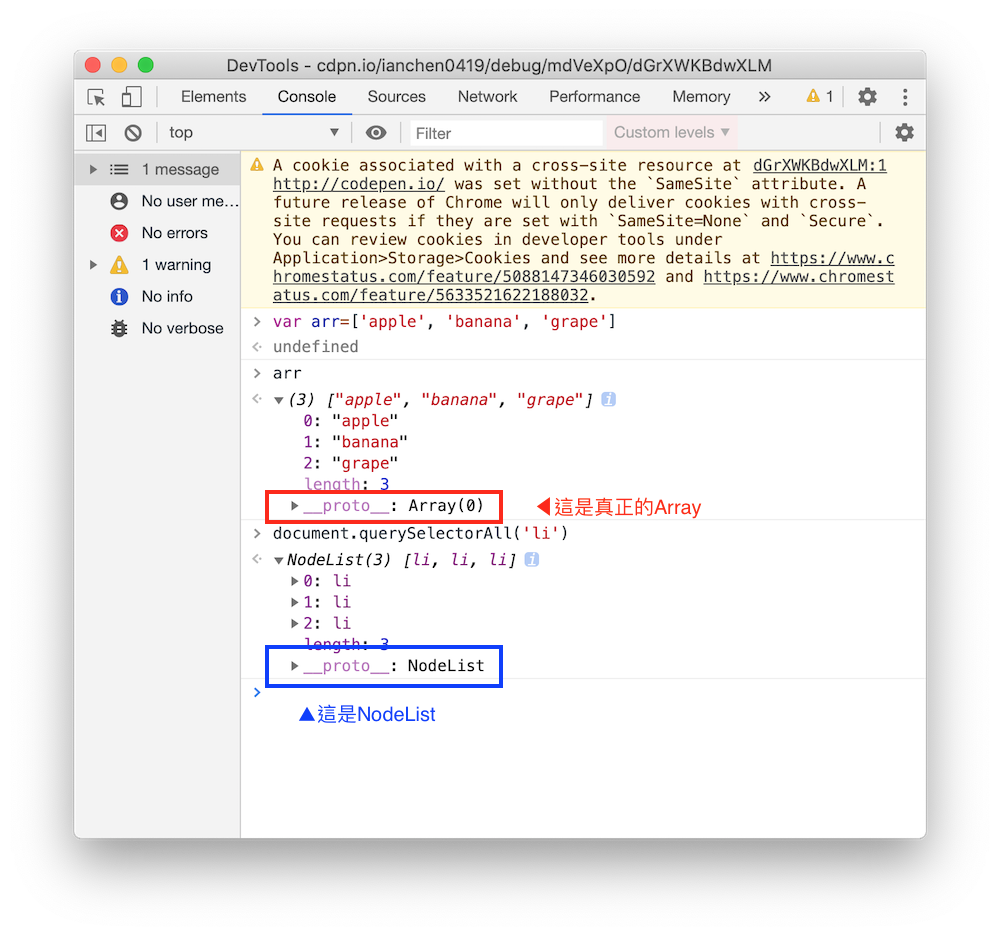 DevTools - cdpn.io/ianchen0419/debug/mdVeXpO/dGrXWKBdwXLM
Elements Console Sources Network Performance Memory » 1
top ▼ Filter Custom levels ▼
1 message
No user me...
No errors
1 warning
No info
No verbose
A cookie associated with a cross-site resource at dGrXWKBdwXLM:1
http://codepen.io/ was set without the `SameSite` attribute. A
future release of Chrome will only deliver cookies with cross-
site requests if they are set with `SameSite=None` and `Secure`.
You can review cookies in developer tools under
Application>Storage>Cookies and see more details at https://www.c
hromestatus.com/feature/5088147346030592 and https://www.chromest
atus.com/feature/5633521622188032.
> var arr=['apple', 'banana', 'grape']
undefined
> arr
▼(3) ["apple", "banana", "grape"] i
0: "apple"
1: "banana"
2: "grape"
length: 3
▶__proto__: Array(0) ◀這是真正的Array
> document.querySelectorAll('li')
▼NodeList(3) [li, li, li] i
▶0: li
▶1: li
▶2: li
length: 3
▶__proto__: NodeList
>
▲這是NodeList